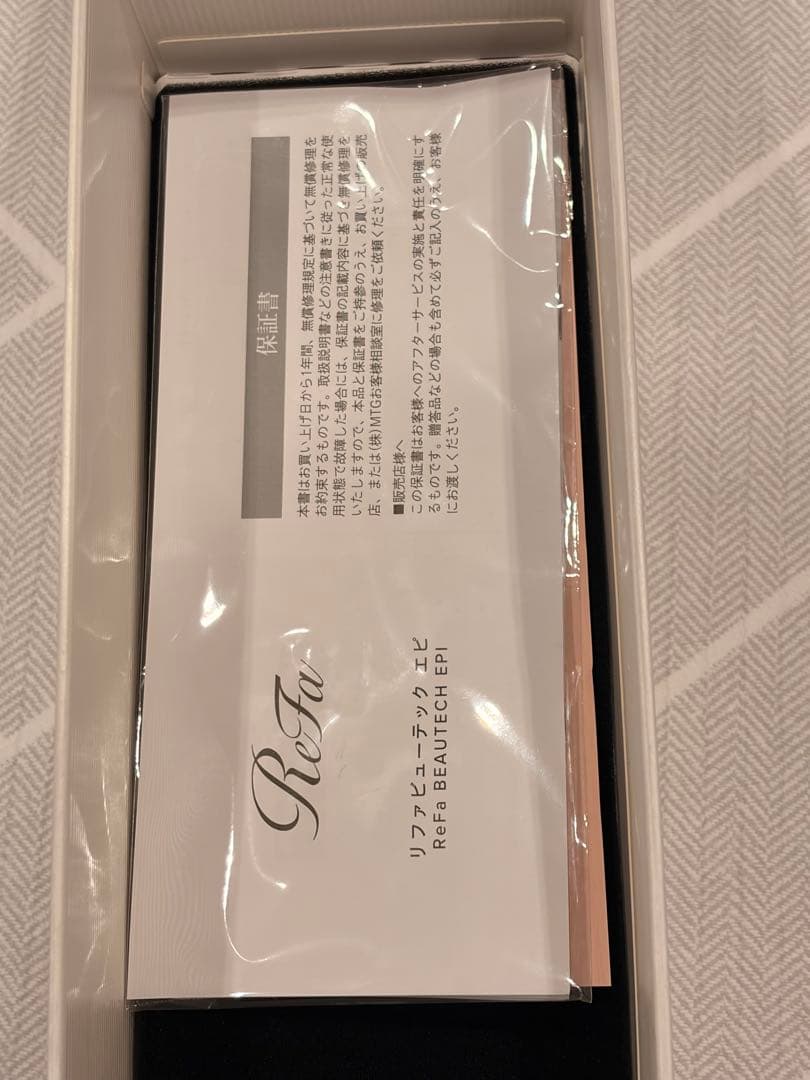 ReFa
リファビューテック エピ
ReFa BEAUTECH EPI
保証書
本書はお買い上げ日から1年間、無償修理規定に基づいて無償修理を
お約束するものです。取扱説明書などの注意書きに従った正常な使
用状態で故障した場合には、保証書の記載内容に基づき無償修理を
いたしますので、本品と保証書をご持参のうえ、お買い上げの販売
店、または(株)MTGお客様相談室に修理をご依頼ください。
■販売店様へ
この保証書はお客様へのアフターサービスの実施と責任を明確にす
るものです。贈答品などの場合も含めて必ずご記入のうえ、お客様
にお渡しください。